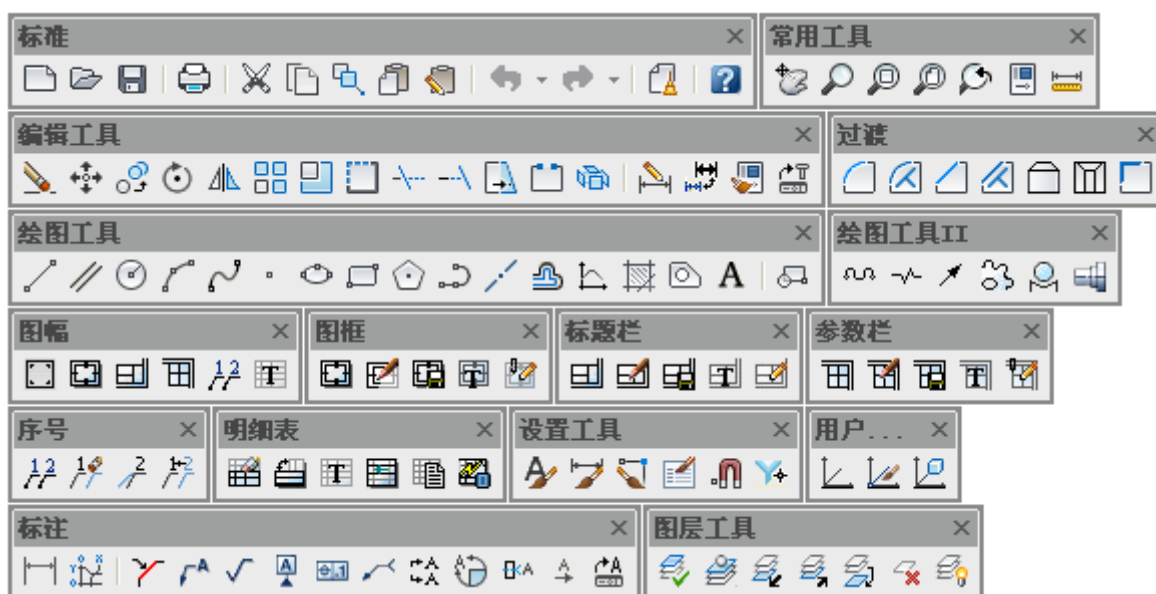 标准 常用工具
编辑工具 过渡
绘图工具 绘图工具II
图幅 图框 标题栏 参数栏
序号 明细表 设置工具 用户...
标注 图层工具